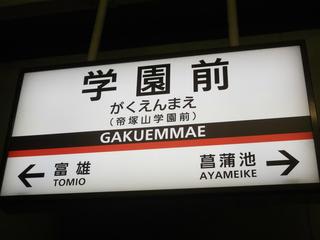 学園前
がくえんまえ
（帝塚山学園前）
GAKUEMMAE
← 富雄 菖蒲池 →
TOMIO AYAMEIKE